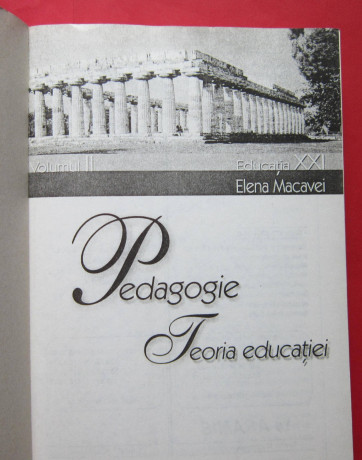 Volumul II Educația XXI
Elena Macavei
Pedagogie
Teoria educației